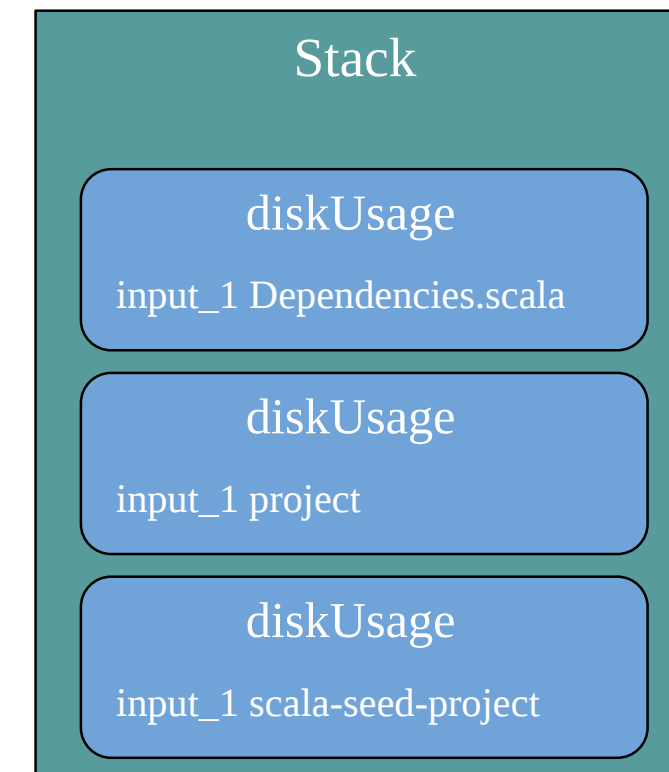 Stack
diskUsage
input_1 Dependencies.scala
diskUsage
input_1 project
diskUsage
input_1 scala-seed-project